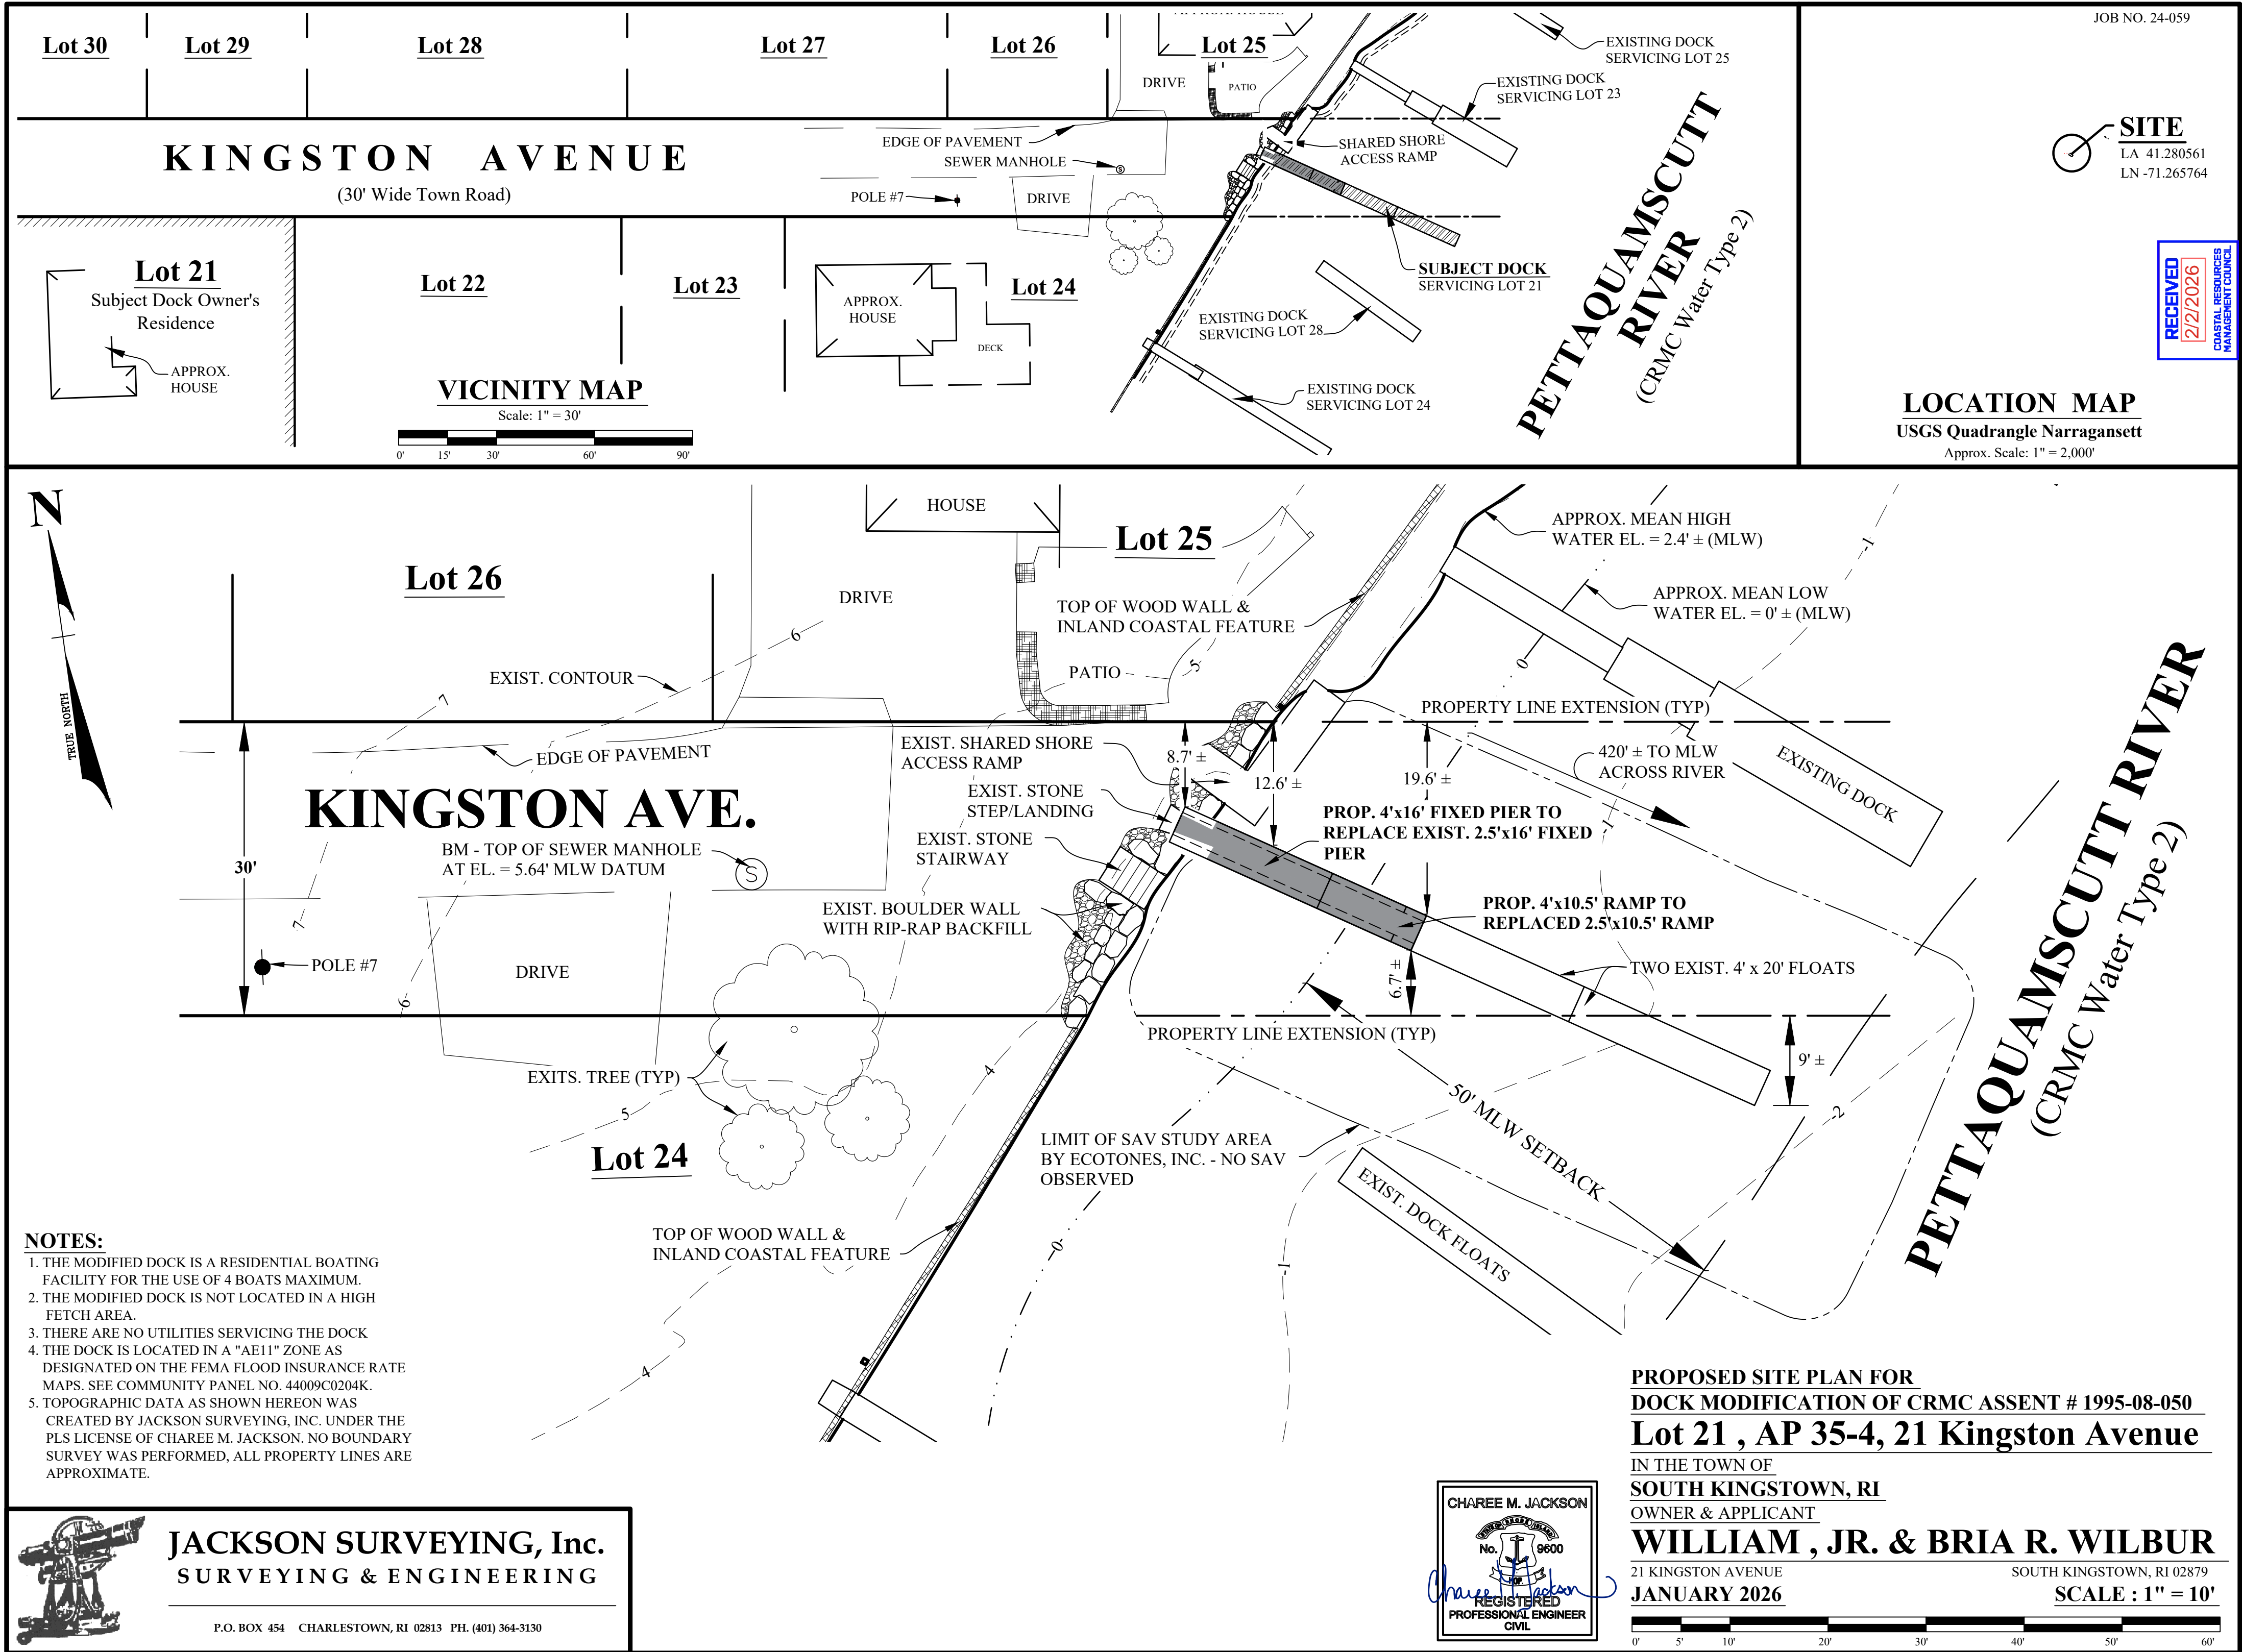 Lot 30
Lot 29
Lot 28
Lot 27
Lot 26
Lot 25
DRIVE
PATIO
EXISTING DOCK
SERVICING LOT 25
EXISTING DOCK
SERVICING LOT 23
EDGE OF PAVEMENT
SEWER MANHOLE
S
SHARED SHORE
ACCESS RAMP
KINGSTON AVENUE
(30' Wide Town Road)
POLE #7
DRIVE
Lot 21
Subject Dock Owner's
Residence
APPROX.
HOUSE
Lot 22
Lot 23
APPROX.
HOUSE
DECK
Lot 24
SUBJECT DOCK
SERVICING LOT 21
EXISTING DOCK
SERVICING LOT 28
EXISTING DOCK
SERVICING LOT 24
PETTAQUAMSCUTT
RIVER
(CRMC Water Type 2)
VICINITY MAP
Scale: 1" = 30'
0' 15' 30' 60' 90'
JOB NO. 24-059
SITE
LA 41.280561
LN -71.265764
RECEIVED
2/2/2026
COASTAL RESOURCES
MANAGEMENT COUNCIL
LOCATION MAP
USGS Quadrangle Narragansett
Approx. Scale: 1" = 2,000'
N
TRUE NORTH
HOUSE
Lot 25
Lot 26
DRIVE
APPROX. MEAN HIGH
WATER EL. = 2.4' ± (MLW)
-1
APPROX. MEAN LOW
WATER EL. = 0' ± (MLW)
TOP OF WOOD WALL &
INLAND COASTAL FEATURE
6
0
EXIST. CONTOUR
PATIO
5
7
PROPERTY LINE EXTENSION (TYP)
EDGE OF PAVEMENT
EXIST. SHARED SHORE
ACCESS RAMP
8.7' ±
12.6' ±
19.6' ±
420' ± TO MLW
ACROSS RIVER
EXISTING DOCK
KINGSTON AVE.
EXIST. STONE
STEP/LANDING
PROP. 4'x16' FIXED PIER TO
REPLACE EXIST. 2.5'x16' FIXED
PIER
-1
BM - TOP OF SEWER MANHOLE
AT EL. = 5.64' MLW DATUM
S
EXIST. STONE
STAIRWAY
30'
7
EXIST. BOULDER WALL
WITH RIP-RAP BACKFILL
PROP. 4'x10.5' RAMP TO
REPLACED 2.5'x10.5' RAMP
POLE #7
DRIVE
TWO EXIST. 4' x 20' FLOATS
6
6.7' ±
PROPERTY LINE EXTENSION (TYP)
9' ±
EXITS. TREE (TYP)
4
5
50' MLW SETBACK
-2
Lot 24
LIMIT OF SAV STUDY AREA
BY ECOTONES, INC. - NO SAV
OBSERVED
EXIST. DOCK FLOATS
PETTAQUAMSCUTT RIVER
(CRMC Water Type 2)
TOP OF WOOD WALL &
INLAND COASTAL FEATURE
0
-1
4
NOTES:
1. THE MODIFIED DOCK IS A RESIDENTIAL BOATING
FACILITY FOR THE USE OF 4 BOATS MAXIMUM.
2. THE MODIFIED DOCK IS NOT LOCATED IN A HIGH
FETCH AREA.
3. THERE ARE NO UTILITIES SERVICING THE DOCK
4. THE DOCK IS LOCATED IN A "AE11" ZONE AS
DESIGNATED ON THE FEMA FLOOD INSURANCE RATE
MAPS. SEE COMMUNITY PANEL NO. 44009C0204K.
5. TOPOGRAPHIC DATA AS SHOWN HEREON WAS
CREATED BY JACKSON SURVEYING, INC. UNDER THE
PLS LICENSE OF CHAREE M. JACKSON. NO BOUNDARY
SURVEY WAS PERFORMED, ALL PROPERTY LINES ARE
APPROXIMATE.
JACKSON SURVEYING, Inc.
SURVEYING & ENGINEERING
P.O. BOX 454 CHARLESTOWN, RI 02813 PH. (401) 364-3130
CHAREE M. JACKSON
STATE OF RHODE ISLAND
No. 9600
HOPE
Charee M Jackson
REGISTERED
PROFESSIONAL ENGINEER
CIVIL
PROPOSED SITE PLAN FOR
DOCK MODIFICATION OF CRMC ASSENT # 1995-08-050
Lot 21 , AP 35-4, 21 Kingston Avenue
IN THE TOWN OF
SOUTH KINGSTOWN, RI
OWNER & APPLICANT
WILLIAM , JR. & BRIA R. WILBUR
21 KINGSTON AVENUE SOUTH KINGSTOWN, RI 02879
JANUARY 2026 SCALE : 1" = 10'
0' 5' 10' 20' 30' 40' 50' 60'